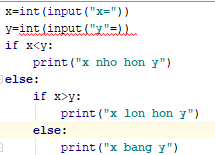 x=int(input("x="))
y=int(input("y"=))
if x<y:
    print("x nho hon y")
else:
    if x>y:
        print("x lon hon y")
    else:
        print("x bang y")